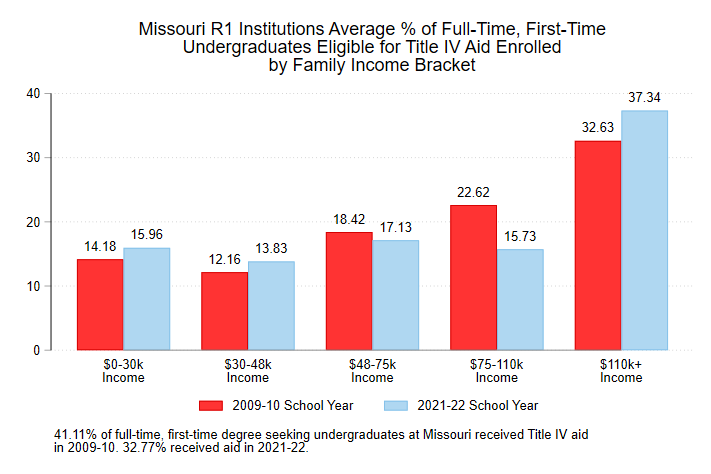 Missouri R1 Institutions Average % of Full-Time, First-Time
Undergraduates Eligible for Title IV Aid Enrolled
by Family Income Bracket
40
30
20
10
0
14.18
15.96
12.16
13.83
18.42
17.13
22.62
15.73
32.63
37.34
$0-30k
Income
$30-48k
Income
$48-75k
Income
$75-110k
Income
$110k+
Income
2009-10 School Year
2021-22 School Year
41.11% of full-time, first-time degree seeking undergraduates at Missouri received Title IV aid
in 2009-10. 32.77% received aid in 2021-22.